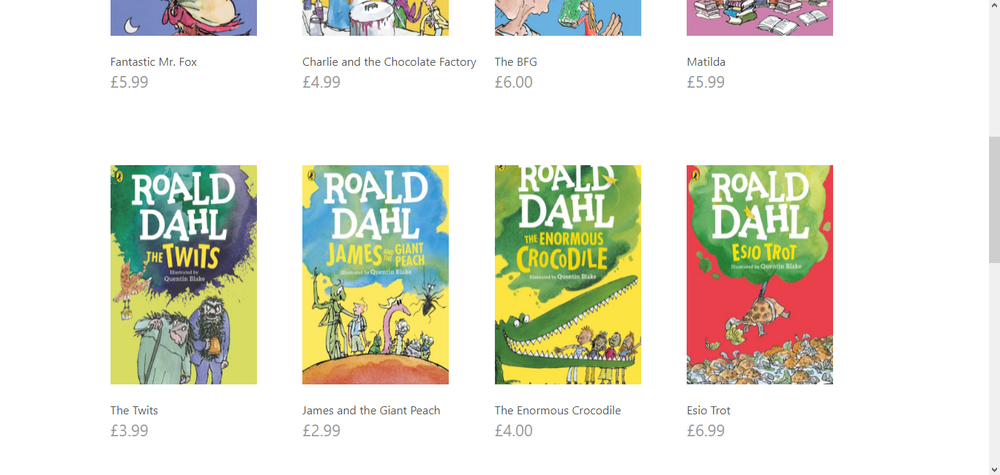 Fantastic Mr. Fox
£5.99
Charlie and the Chocolate Factory
£4.99
The BFG
£6.00
Matilda
£5.99
ROALD
DAHL
THE TWITS
Illustrated by
Quentin Blake
The Twits
£3.99
ROALD
DAHL
JAMES AND THE GIANT PEACH
Illustrated by Quentin Blake
James and the Giant Peach
£2.99
ROALD
DAHL
THE ENORMOUS
CROCODILE
Illustrated by Quentin Blake
The Enormous Crocodile
£4.00
ROALD
DAHL
ESIO TROT
Illustrated by Quentin Blake
Esio Trot
£6.99